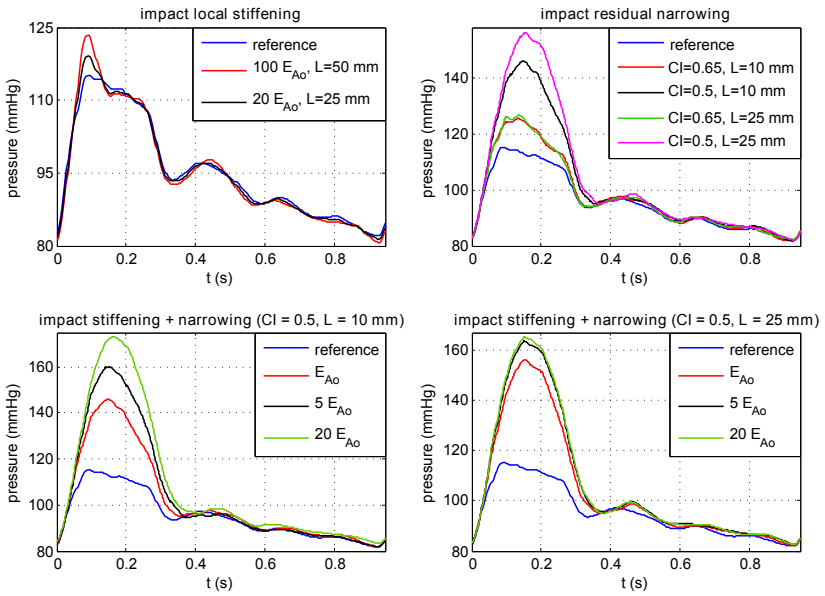 impact local stiffening
125
110
95
80
pressure (mmHg)
0
0.2
0.4
0.6
0.8
t (s)
reference
100 E_Ao, L=50 mm
20 E_Ao, L=25 mm
impact residual narrowing
140
120
100
80
pressure (mmHg)
0
0.2
0.4
0.6
0.8
t (s)
reference
CI=0.65, L=10 mm
CI=0.5, L=10 mm
CI=0.65, L=25 mm
CI=0.5, L=25 mm
impact stiffening + narrowing (CI = 0.5, L = 10 mm)
160
140
120
100
80
pressure (mmHg)
0
0.2
0.4
0.6
0.8
t (s)
reference
E_Ao
5 E_Ao
20 E_Ao
impact stiffening + narrowing (CI = 0.5, L = 25 mm)
160
140
120
100
80
pressure (mmHg)
0
0.2
0.4
0.6
0.8
t (s)
reference
E_Ao
5 E_Ao
20 E_Ao